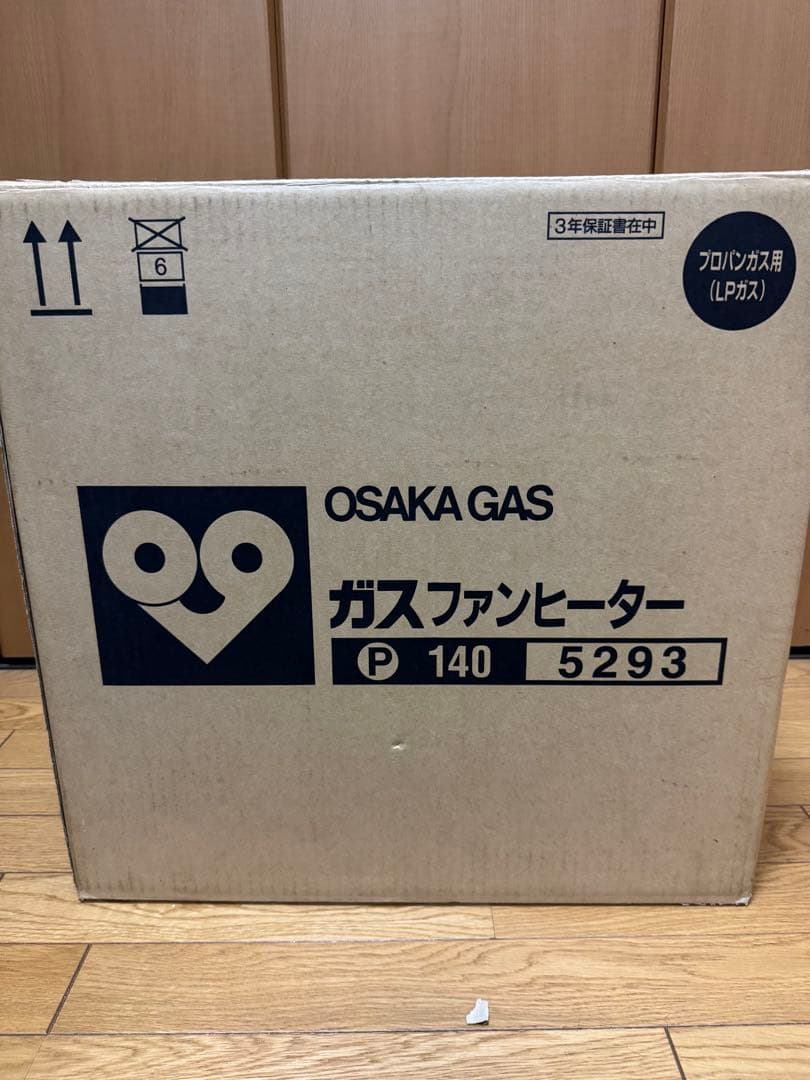 6
3年保証書在中
プロパンガス用
(LPガス)
OSAKA GAS
ガスファンヒーター
Ⓟ 140 5293